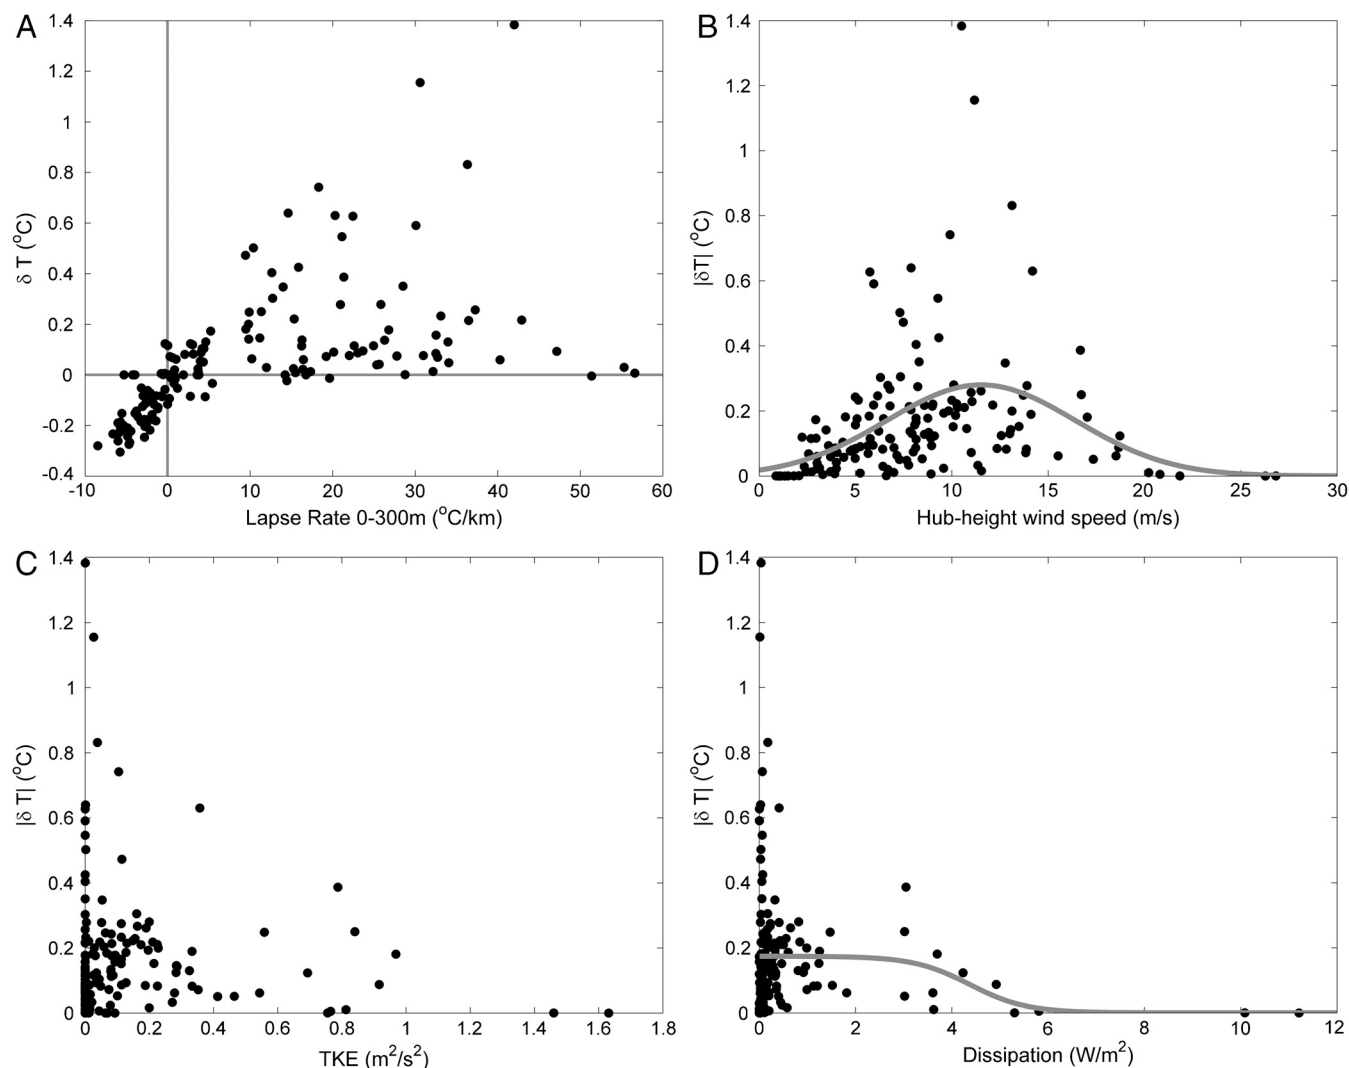 A
1.4
1.2
1
0.8
0.6
0.4
0.2
0
-0.2
-0.4
δ T (°C)
-10 0 10 20 30 40 50 60
Lapse Rate 0-300m (°C/km)
B
1.4
1.2
1
0.8
0.6
0.4
0.2
0
|δT| (°C)
0 5 10 15 20 25 30
Hub-height wind speed (m/s)
C
1.4
1.2
1
0.8
0.6
0.4
0.2
0
|δ T| (°C)
0.0 0.2 0.4 0.6 0.8 1 1.2 1.4 1.6 1.8
TKE (m²/s²)
D
1.4
1.2
1
0.8
0.6
0.4
0.2
0
|δ T| (°C)
0 2 4 6 8 10 12
Dissipation (W/m²)